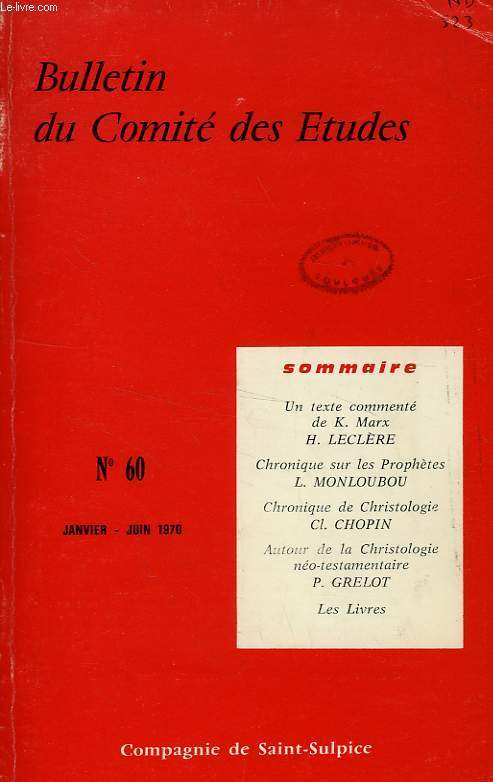 Le-livre.com
523
Bulletin
du Comité des Etudes
sommaire
Un texte commenté
de K. Marx
H. LECLÈRE
Chronique sur les Prophètes
L. MONLOUBOU
Chronique de Christologie
Cl. CHOPIN
Autour de la Christologie
néo-testamentaire
P. GRELOT
Les Livres
N° 60
JANVIER - JUIN 1970
Compagnie de Saint-Sulpice